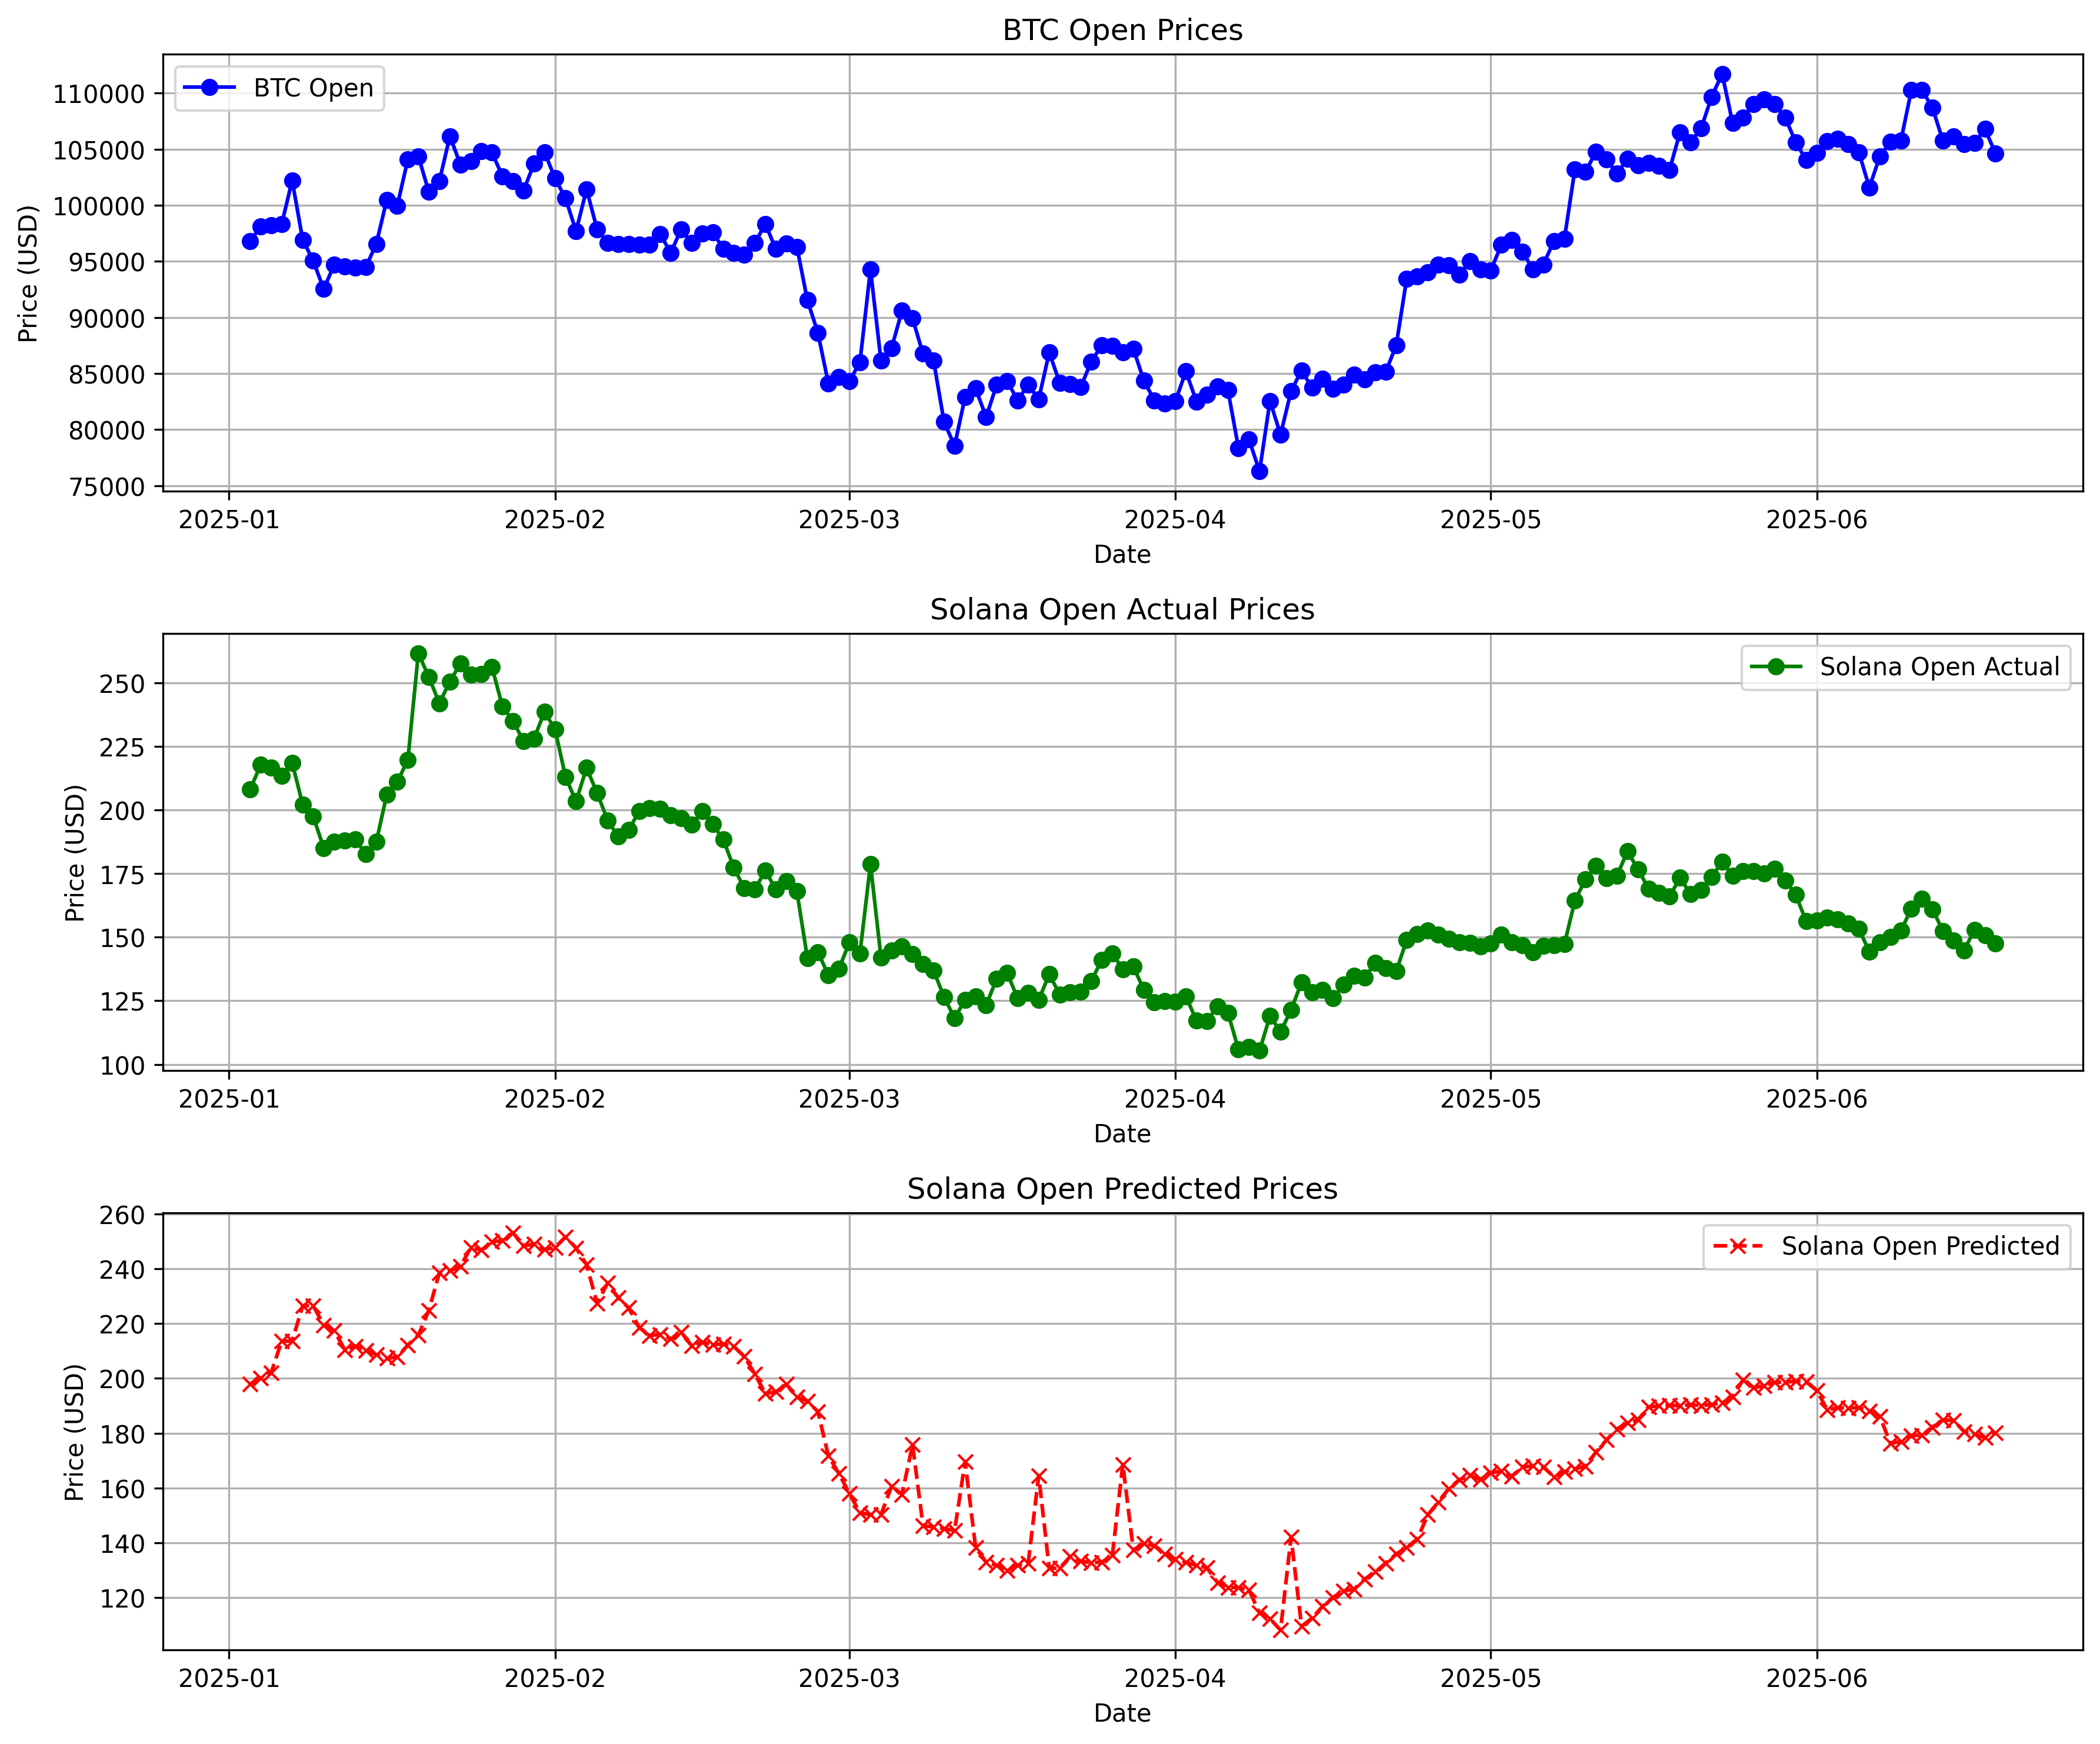 BTC Open Prices
BTC Open
110000
105000
100000
95000
90000
85000
80000
75000
Price (USD)
2025-01 2025-02 2025-03 2025-04 2025-05 2025-06
Date
Solana Open Actual Prices
Solana Open Actual
250
225
200
175
150
125
100
Price (USD)
2025-01 2025-02 2025-03 2025-04 2025-05 2025-06
Date
Solana Open Predicted Prices
Solana Open Predicted
260
240
220
200
180
160
140
120
Price (USD)
2025-01 2025-02 2025-03 2025-04 2025-05 2025-06
Date